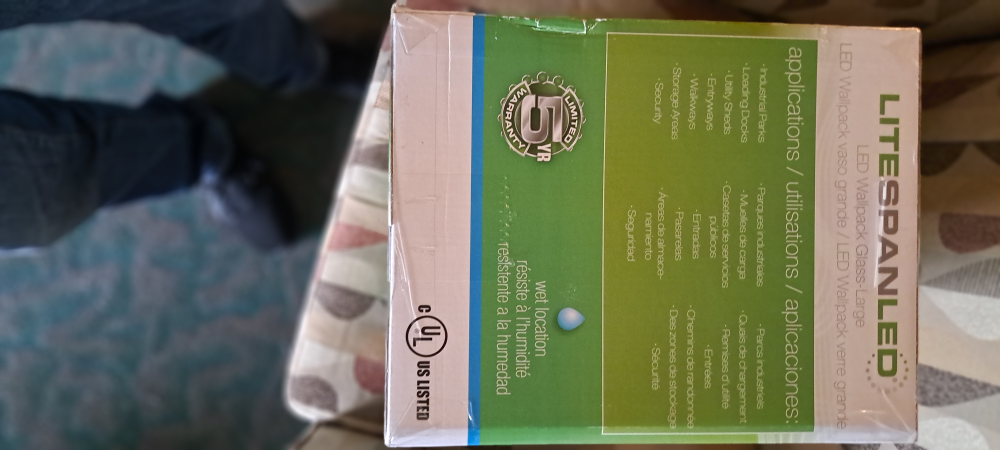 LITESPANLED
LED Wallpack Glass-Large
LED Wallpack vaso grande / LED Wallpack verre grande
applications / utilisations / aplicaciones:
·Industrial Parks
·Loading Docks
·Utility Sheds
·Entryways
·Walkways
·Storage Areas
·Security
·Parques industriales
·Muelles de carga
·Casetas de servicios
públicos
·Entradas
·Pasarelas
·Áreas de almace-
namiento
·Seguridad
·Parcs industriels
·Quais de chargement
·Remises d'utilité
·Entrées
·Chemins de randonnée
·Des zones de stockage
·Sécurité
LIMITED
5 YR
WARRANTY
wet location
résiste à l'humidité
resistente a la humedad
C UL US LISTED